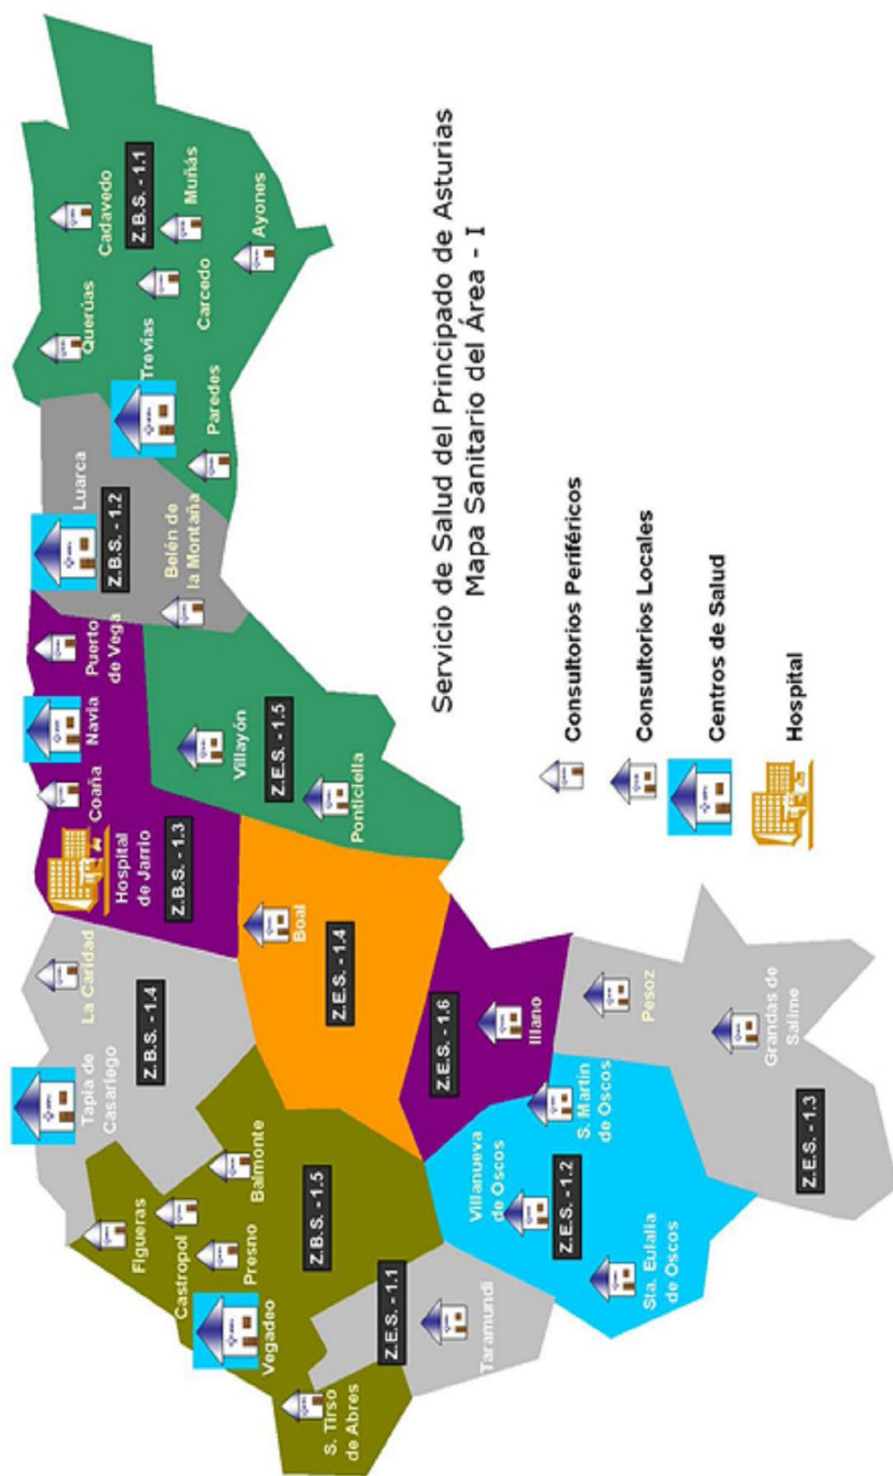 Servicio de Salud del Principado de Asturias
Mapa Sanitario del Área - I
S. Tirso
de Abres
Vegadeo
Presno
Castropol
Figueras
Balmonte
Z.B.S. - 1.5
Z.E.S. - 1.1
Taramundi
Tapia de
Casariego
La Caridad
Z.B.S. - 1.4
Villanueva
de Oscos
Z.E.S. - 1.2
Sta. Eulalia
de Oscos
S. Martín
de Oscos
Boal
Z.E.S. - 1.4
Z.E.S. - 1.6
Illano
Pesoz
Grandas de
Salime
Z.E.S. - 1.3
Hospital
de Jarrio
Coaña
Navia
Puerto
de Vega
Z.B.S. - 1.3
Villayón
Z.E.S. - 1.5
Ponticiella
Luarca
Z.B.S. - 1.2
Belén de
la Montaña
Querúas
Cadavedo
Trevías
Z.B.S. - 1.1
Paredes
Carcedo
Muñás
Ayones
Consultorios Periféricos
Consultorios Locales
Centros de Salud
Hospital